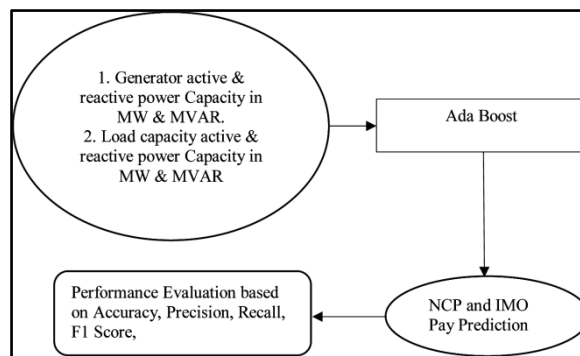 1. Generator active &
reactive power Capacity in
MW & MVAR.
2. Load capacity active &
reactive power Capacity in
MW & MVAR
Ada Boost
NCP and IMO
Pay Prediction
Performance Evaluation based
on Accuracy, Precision, Recall,
F1 Score,